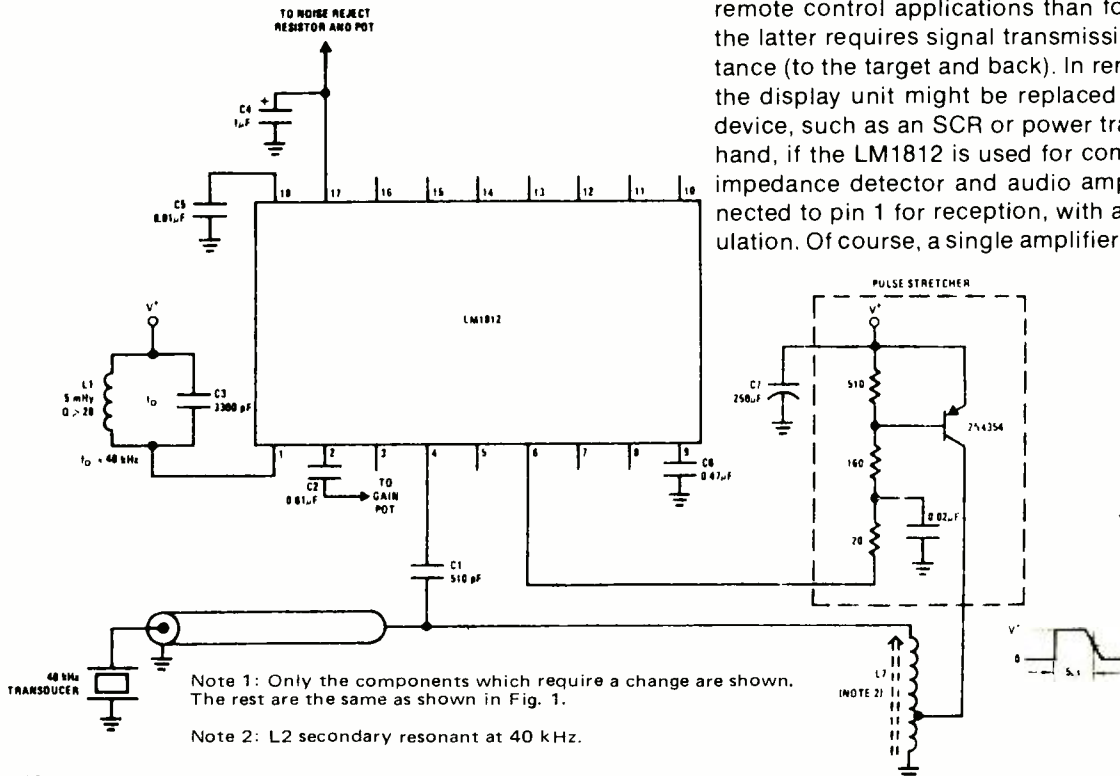 remote control applications than fo
the latter requires signal transmissi
tance (to the target and back). In ren
the display unit might be replaced
device, such as an SCR or power tra
hand, if the LM1812 is used for con
impedance detector and audio amp
nected to pin 1 for reception, with a
ulation. Of course, a single amplifier
TO NOISE REJECT
RESISTOR AND POT
C4
1µF
+
C5
0.01µF
18 17 16 15 14 13 12 11 10
LM1812
V+
L1
5 mHy
Q > 20
fO
C3
3300 pF
fO = 40 kHz
1 2 3 4 5 6 7 8 9
C2
0.01µF
TO
GAIN
POT
C6
0.47µF
C1
510 pF
PULSE STRETCHER
V+
C7
250µF
510
2N4354
160
0.02µF
20
40 kHz
TRANSDUCER
L7
(NOTE 2)
V+
0
Note 1: Only the components which require a change are shown.
The rest are the same as shown in Fig. 1.
Note 2: L2 secondary resonant at 40 kHz.